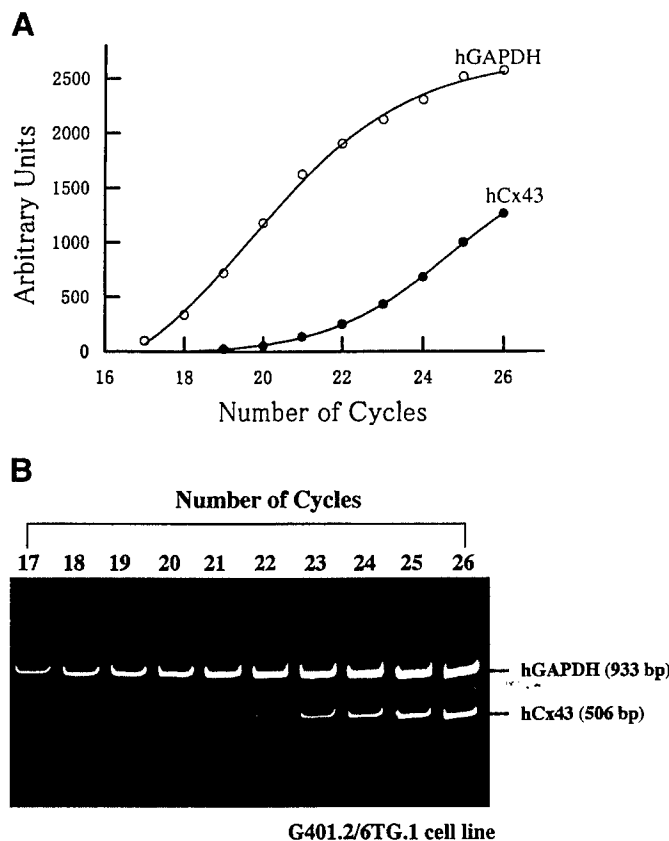 A
hGAPDH
hCx43
2500
2000
1500
1000
500
0
Arbitrary Units
16 18 20 22 24 26
Number of Cycles
B
Number of Cycles
17 18 19 20 21 22 23 24 25 26
hGAPDH (933 bp)
hCx43 (506 bp)
G401.2/6TG.1 cell line